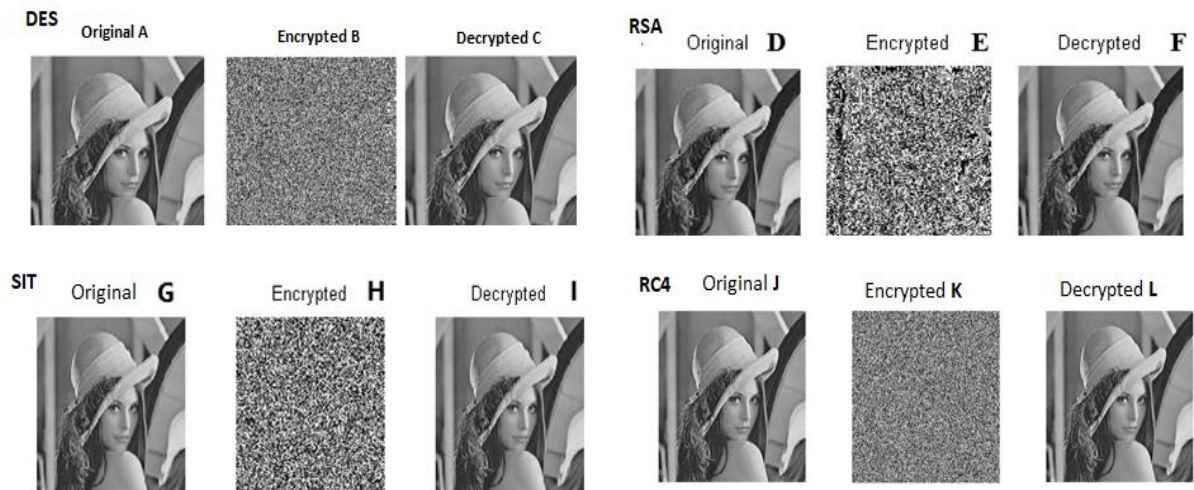 DES
Original A
Encrypted B
Decrypted C
RSA
Original D
Encrypted E
Decrypted F
SIT
Original G
Encrypted H
Decrypted I
RC4
Original J
Encrypted K
Decrypted L